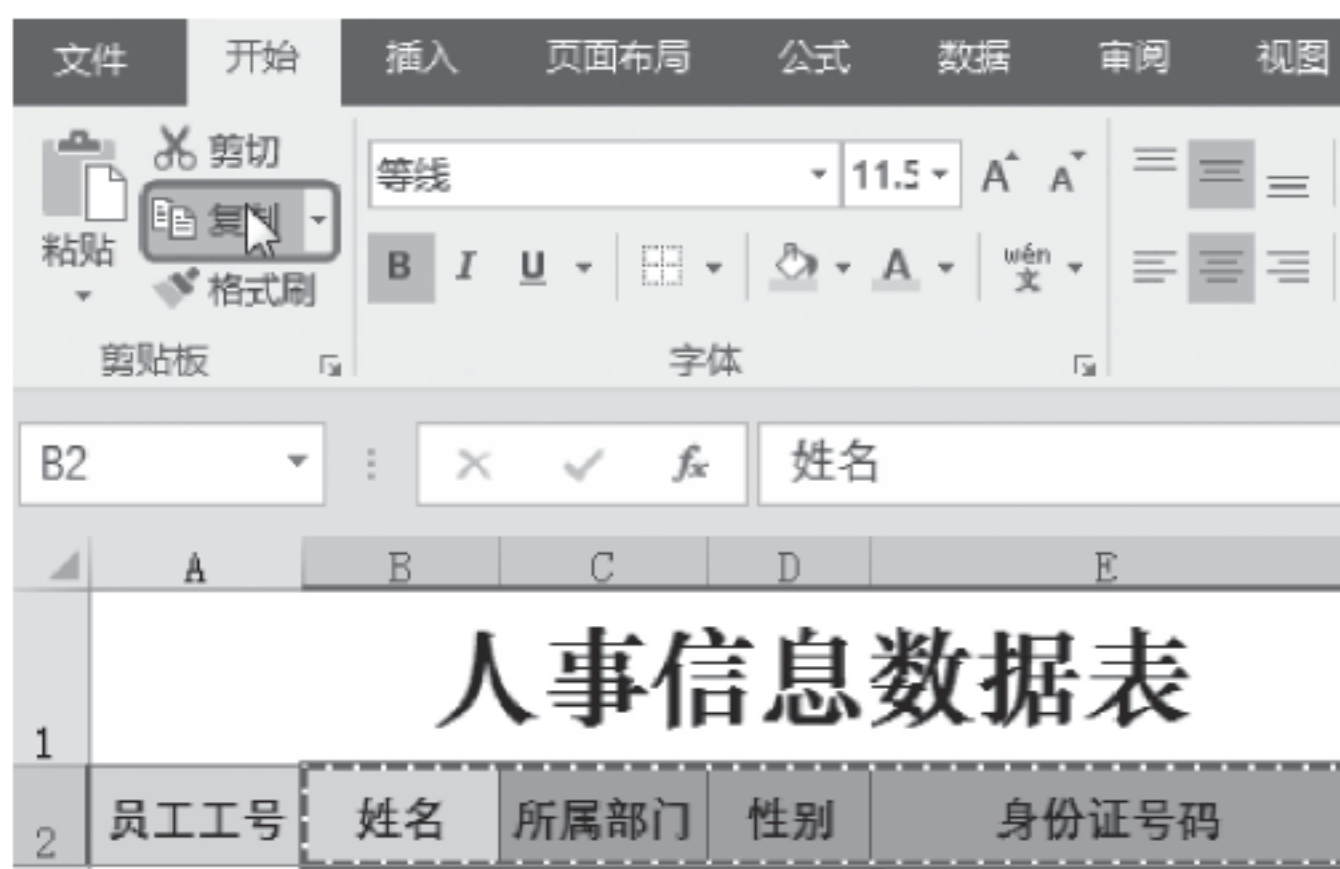 文件 开始 插入 页面布局 公式 数据 审阅 视图
剪切
等线 11.5 A A
复制
粘贴
B I U A wén 文
格式刷
剪贴板 字体
B2 fx 姓名
A B C D E
人事信息数据表
1
2 员工工号 姓名 所属部门 性别 身份证号码